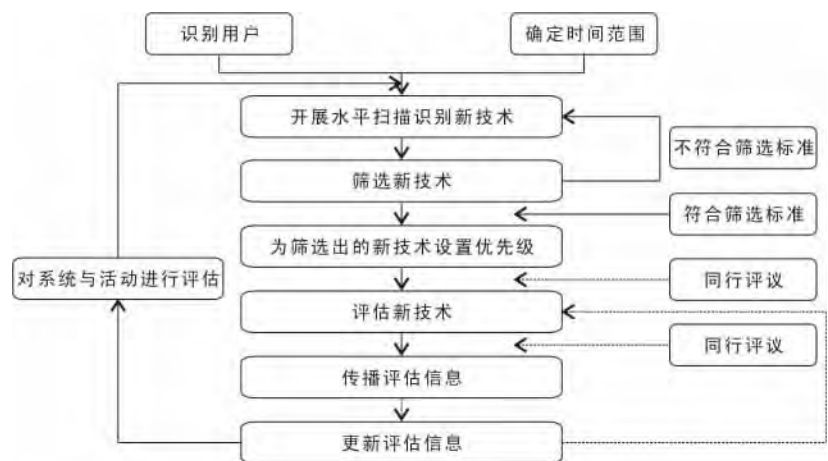 识别用户
确定时间范围
开展水平扫描识别新技术
不符合筛选标准
筛选新技术
符合筛选标准
为筛选出的新技术设置优先级
对系统与活动进行评估
同行评议
评估新技术
同行评议
传播评估信息
更新评估信息